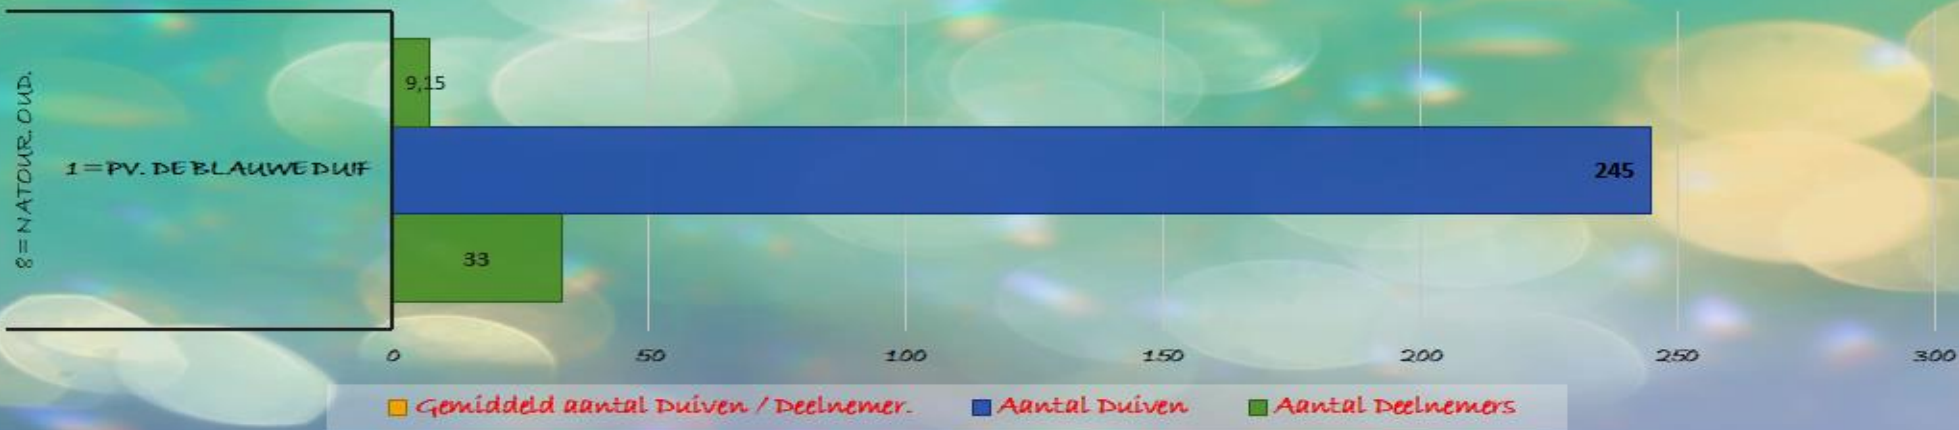 8=NATOUR. OUD.
1=PV. DE BLAUWE DUIF
9,15
245
33
0 50 100 150 200 250 300
Gemiddeld aantal Duiven / Deelnemer. Aantal Duiven Aantal Deelnemers